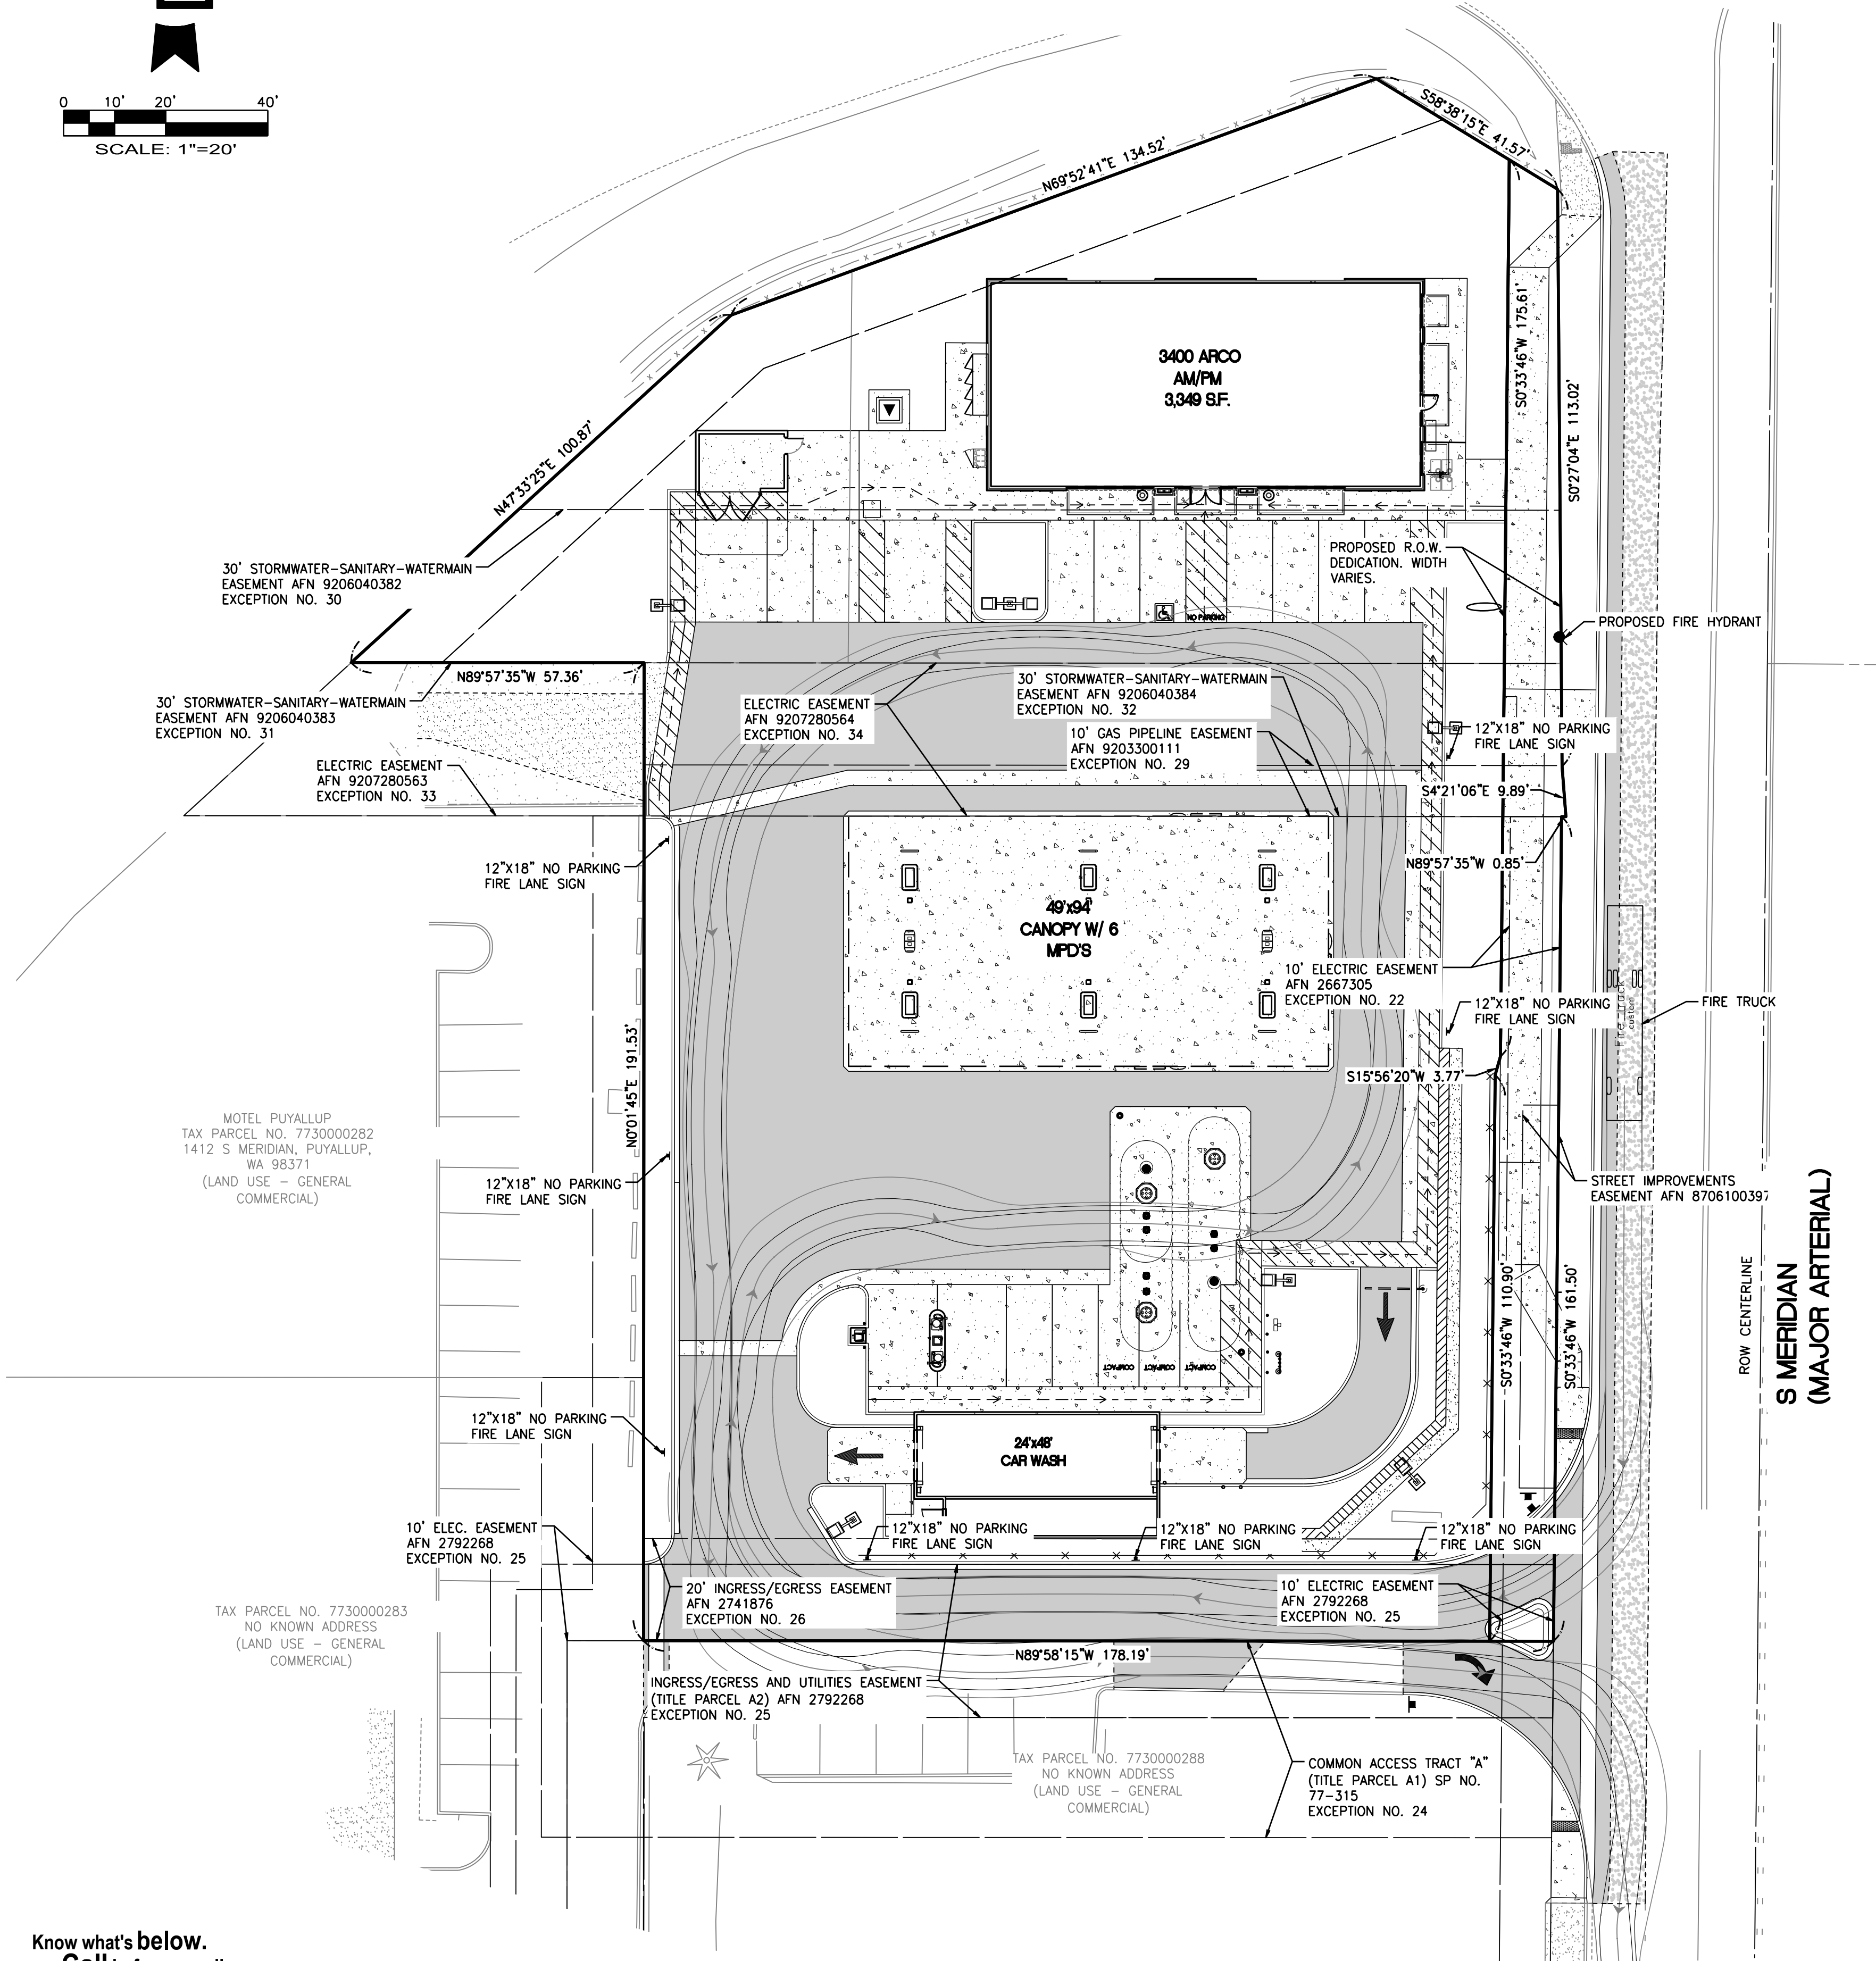 0 10' 20' 40'
SCALE: 1"=20'
S58°38'15"E 41.57'
N69°52'41"E 134.52'
3400 ARCO
AM/PM
3,349 S.F.
S0°33'46"W 175.61'
S0°27'04"E 113.02'
N47°33'25"E 100.87'
30' STORMWATER-SANITARY-WATERMAIN
EASEMENT AFN 9206040382
EXCEPTION NO. 30
PROPOSED R.O.W.
DEDICATION. WIDTH
VARIES.
NO PARKING
PROPOSED FIRE HYDRANT
N89°57'35"W 57.36'
30' STORMWATER-SANITARY-WATERMAIN
EASEMENT AFN 9206040383
EXCEPTION NO. 31
ELECTRIC EASEMENT
AFN 9207280564
EXCEPTION NO. 34
30' STORMWATER-SANITARY-WATERMAIN
EASEMENT AFN 9206040384
EXCEPTION NO. 32
10' GAS PIPELINE EASEMENT
AFN 9203300111
EXCEPTION NO. 29
12"X18" NO PARKING
FIRE LANE SIGN
ELECTRIC EASEMENT
AFN 9207280563
EXCEPTION NO. 33
S4°21'06"E 9.89'
N89°57'35"W 0.85'
12"X18" NO PARKING
FIRE LANE SIGN
49'x94'
CANOPY W/ 6
MPD'S
10' ELECTRIC EASEMENT
AFN 2667305
EXCEPTION NO. 22
12"X18" NO PARKING
FIRE LANE SIGN
Fire Truck
custom
FIRE TRUCK
N0°01'45"E 191.53'
S15°56'20"W 3.77'
MOTEL PUYALLUP
TAX PARCEL NO. 7730000282
1412 S MERIDIAN, PUYALLUP,
WA 98371
(LAND USE - GENERAL
COMMERCIAL)
12"X18" NO PARKING
FIRE LANE SIGN
STREET IMPROVEMENTS
EASEMENT AFN 8706100397
S0°33'46"W 110.90'
S0°33'46"W 161.50'
ROW CENTERLINE
S MERIDIAN
(MAJOR ARTERIAL)
COMPACT
COMPACT
COMPACT
12"X18" NO PARKING
FIRE LANE SIGN
24'x48'
CAR WASH
10' ELEC. EASEMENT
AFN 2792268
EXCEPTION NO. 25
12"X18" NO PARKING
FIRE LANE SIGN
12"X18" NO PARKING
FIRE LANE SIGN
12"X18" NO PARKING
FIRE LANE SIGN
20' INGRESS/EGRESS EASEMENT
AFN 2741876
EXCEPTION NO. 26
10' ELECTRIC EASEMENT
AFN 2792268
EXCEPTION NO. 25
TAX PARCEL NO. 7730000283
NO KNOWN ADDRESS
(LAND USE - GENERAL
COMMERCIAL)
N89°58'15"W 178.19'
INGRESS/EGRESS AND UTILITIES EASEMENT
(TITLE PARCEL A2) AFN 2792268
EXCEPTION NO. 25
TAX PARCEL NO. 7730000288
NO KNOWN ADDRESS
(LAND USE - GENERAL
COMMERCIAL)
COMMON ACCESS TRACT "A"
(TITLE PARCEL A1) SP NO.
77-315
EXCEPTION NO. 24
Know what's below.
Call